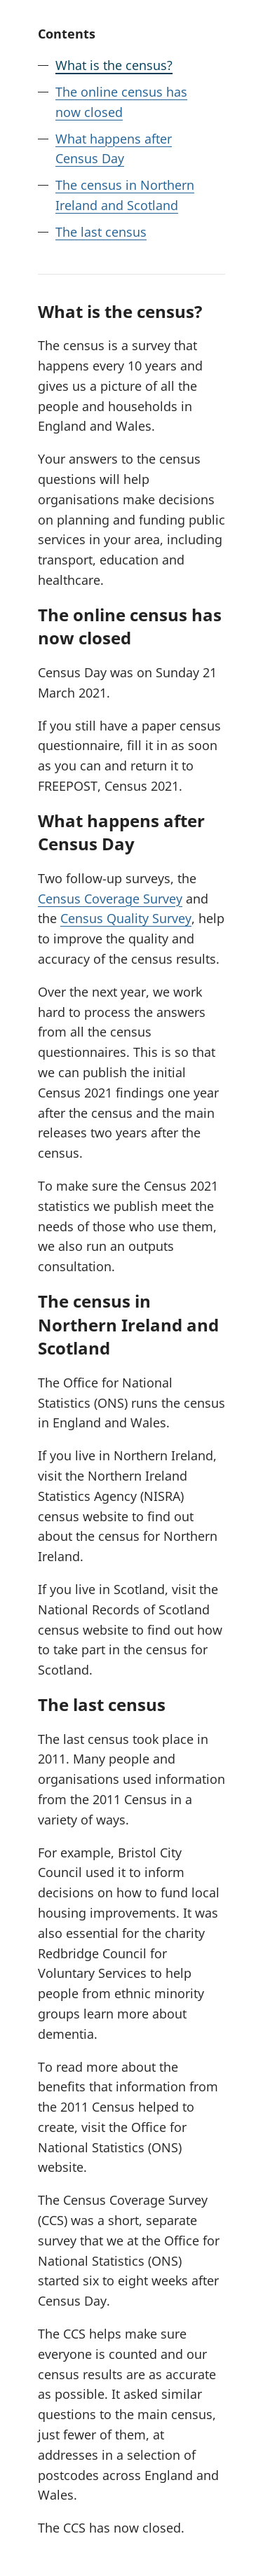 Contents
— What is the census?
— The online census has
now closed
— What happens after
Census Day
— The census in Northern
Ireland and Scotland
— The last census
What is the census?
The census is a survey that
happens every 10 years and
gives us a picture of all the
people and households in
England and Wales.
Your answers to the census
questions will help
organisations make decisions
on planning and funding public
services in your area, including
transport, education and
healthcare.
The online census has
now closed
Census Day was on Sunday 21
March 2021.
If you still have a paper census
questionnaire, fill it in as soon
as you can and return it to
FREEPOST, Census 2021.
What happens after
Census Day
Two follow-up surveys, the
Census Coverage Survey and
the Census Quality Survey, help
to improve the quality and
accuracy of the census results.
Over the next year, we work
hard to process the answers
from all the census
questionnaires. This is so that
we can publish the initial
Census 2021 findings one year
after the census and the main
releases two years after the
census.
To make sure the Census 2021
statistics we publish meet the
needs of those who use them,
we also run an outputs
consultation.
The census in
Northern Ireland and
Scotland
The Office for National
Statistics (ONS) runs the census
in England and Wales.
If you live in Northern Ireland,
visit the Northern Ireland
Statistics Agency (NISRA)
census website to find out
about the census for Northern
Ireland.
If you live in Scotland, visit the
National Records of Scotland
census website to find out how
to take part in the census for
Scotland.
The last census
The last census took place in
2011. Many people and
organisations used information
from the 2011 Census in a
variety of ways.
For example, Bristol City
Council used it to inform
decisions on how to fund local
housing improvements. It was
also essential for the charity
Redbridge Council for
Voluntary Services to help
people from ethnic minority
groups learn more about
dementia.
To read more about the
benefits that information from
the 2011 Census helped to
create, visit the Office for
National Statistics (ONS)
website.
The Census Coverage Survey
(CCS) was a short, separate
survey that we at the Office for
National Statistics (ONS)
started six to eight weeks after
Census Day.
The CCS helps make sure
everyone is counted and our
census results are as accurate
as possible. It asked similar
questions to the main census,
just fewer of them, at
addresses in a selection of
postcodes across England and
Wales.
The CCS has now closed.